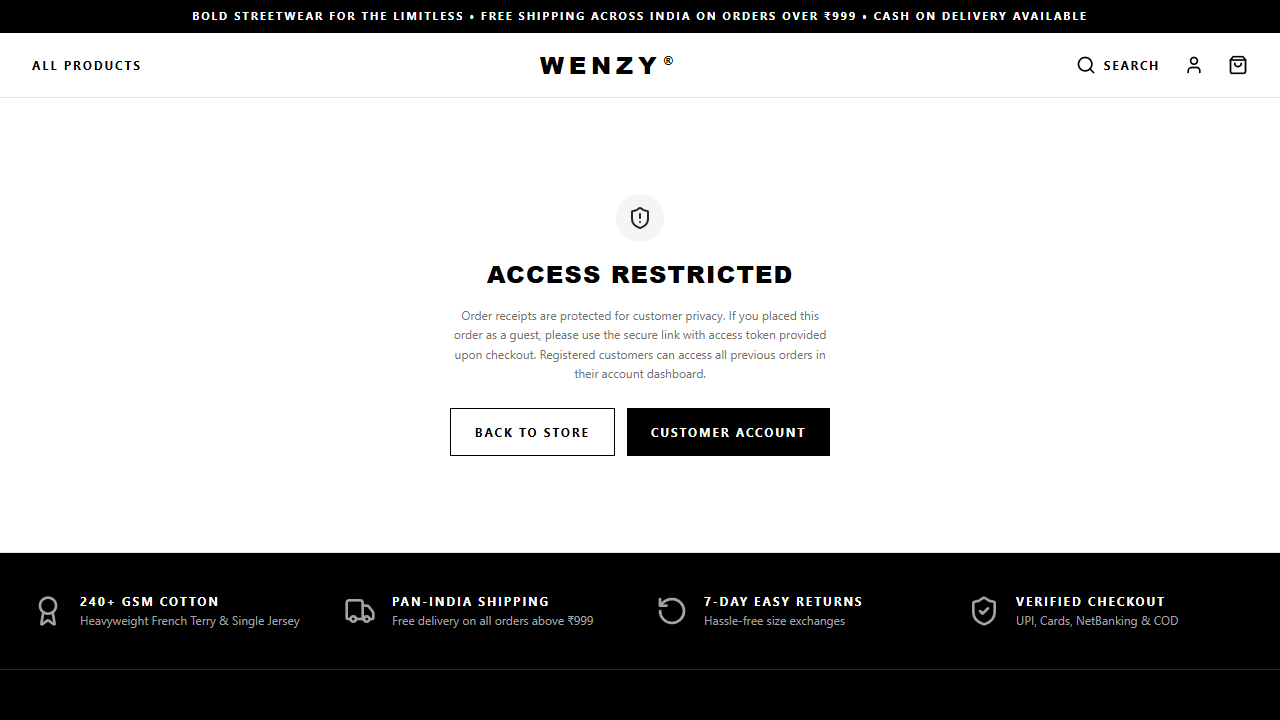 BOLD STREETWEAR FOR THE LIMITLESS • FREE SHIPPING ACROSS INDIA ON ORDERS OVER ₹999 • CASH ON DELIVERY AVAILABLE
ALL PRODUCTS
WENZY®
SEARCH
ACCESS RESTRICTED
Order receipts are protected for customer privacy. If you placed this
order as a guest, please use the secure link with access token provided
upon checkout. Registered customers can access all previous orders in
their account dashboard.
BACK TO STORE
CUSTOMER ACCOUNT
240+ GSM COTTON
Heavyweight French Terry & Single Jersey
PAN-INDIA SHIPPING
Free delivery on all orders above ₹999
7-DAY EASY RETURNS
Hassle-free size exchanges
VERIFIED CHECKOUT
UPI, Cards, NetBanking & COD